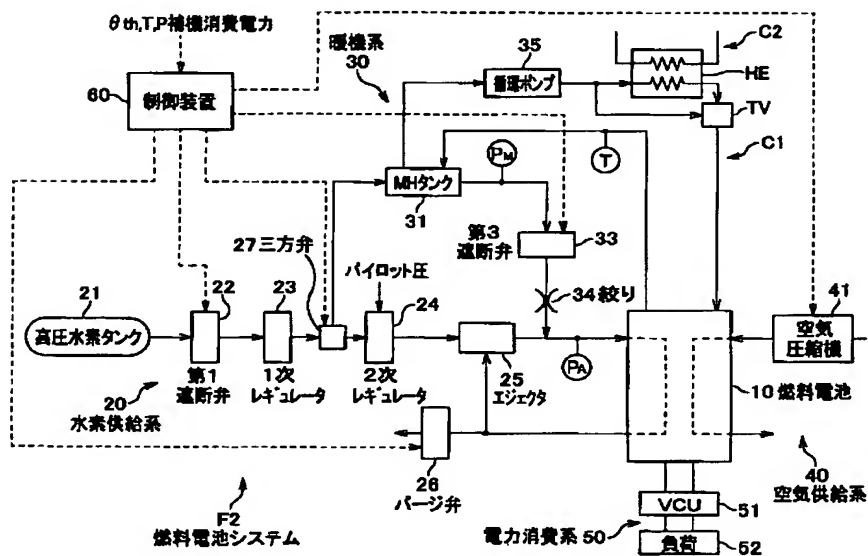 θth,T,P補機消費電力
60
制御装置
暖機系
30
35
循環ポンプ
C2
HE
TV
C1
PM
T
MHタンク
31
第3
遮断弁
33
27三方弁
パイロット圧
34 絞り
21
高圧水素タンク
22
23
24
41
空気
圧縮機
第1
遮断弁
1次
レギュレータ
2次
レギュレータ
25
エジェクタ
PA
10 燃料電池
20
水素供給系
26
パージ弁
40
空気供給系
F2
燃料電池システム
電力消費系 50
VCU
51
負荷
52